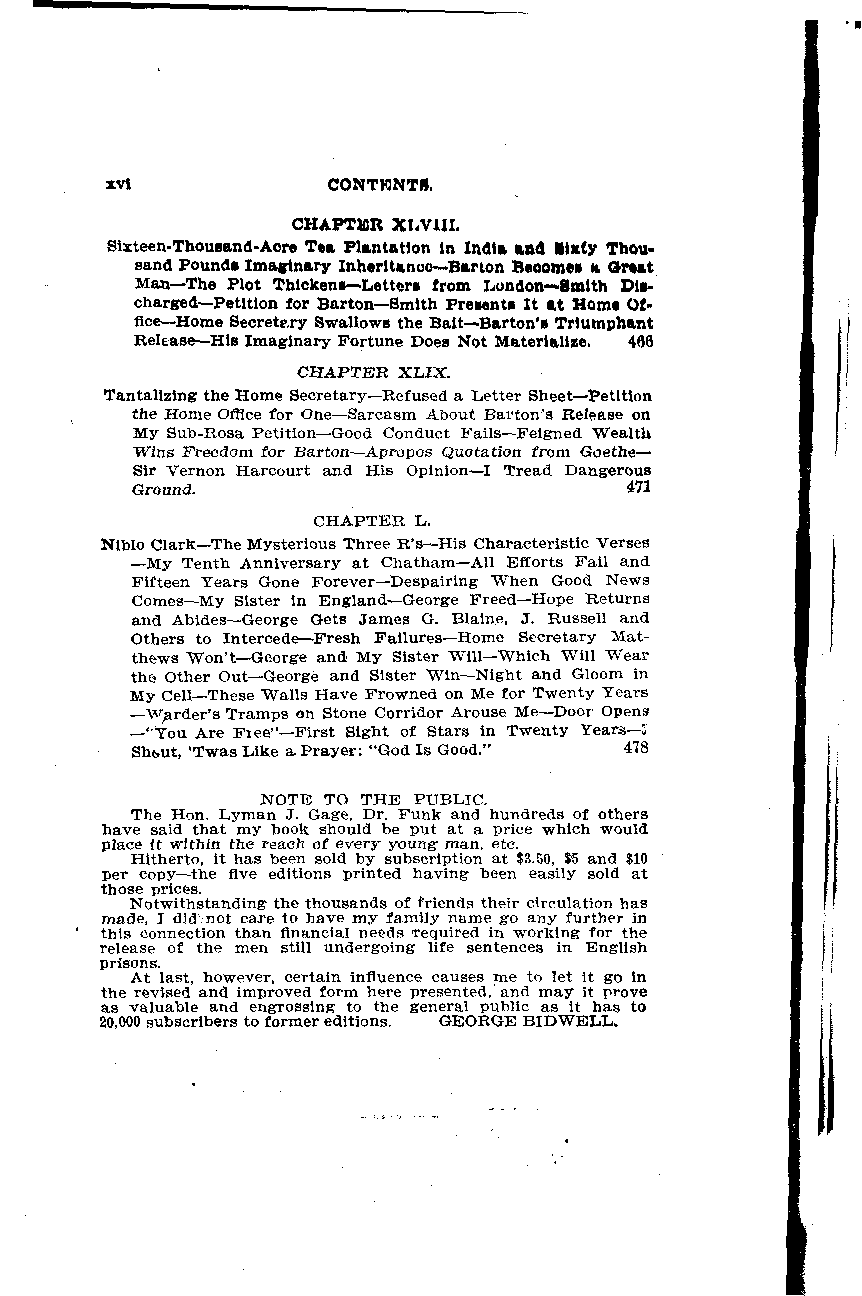 xvi CONTENTS.
CHAPTER XLVIII.
Sixteen-Thousand-Acre Tea Plantation in India and Sixty Thou-
sand Pounds Imaginary Inheritance—Barton Becomes a Great
Man—The Plot Thickens—Letters from London—Smith Dis-
charged—Petition for Barton—Smith Presents It at Home Of-
fice—Home Secretary Swallows the Bait—Barton's Triumphant
Release—His Imaginary Fortune Does Not Materialize. 466
CHAPTER XLIX.
Tantalizing the Home Secretary—Refused a Letter Sheet—Petition
the Home Office for One—Sarcasm About Barton's Release on
My Sub-Rosa Petition—Good Conduct Fails—Feigned Wealth
Wins Freedom for Barton—Apropos Quotation from Goethe—
Sir Vernon Harcourt and His Opinion—I Tread Dangerous
Ground. 471
CHAPTER L.
Niblo Clark—The Mysterious Three R's—His Characteristic Verses
—My Tenth Anniversary at Chatham—All Efforts Fail and
Fifteen Years Gone Forever—Despairing When Good News
Comes—My Sister in England—George Freed—Hope Returns
and Abides—George Gets James G. Blaine, J. Russell and
Others to Intercede—Fresh Failures—Home Secretary Mat-
thews Won't—George and My Sister Will—Which Will Wear
the Other Out—George and Sister Win—Night and Gloom in
My Cell—These Walls Have Frowned on Me for Twenty Years
—Warder's Tramps on Stone Corridor Arouse Me—Door Opens
—"You Are Free"—First Sight of Stars in Twenty Years—I
Shout, 'Twas Like a Prayer: "God Is Good." 478
NOTE TO THE PUBLIC.
The Hon. Lyman J. Gage, Dr. Funk and hundreds of others
have said that my book should be put at a price which would
place it within the reach of every young man, etc.
Hitherto, it has been sold by subscription at $3.50, $5 and $10
per copy—the five editions printed having been easily sold at
those prices.
Notwithstanding the thousands of friends their circulation has
made, I did not care to have my family name go any further in
this connection than financial needs required in working for the
release of the men still undergoing life sentences in English
prisons.
At last, however, certain influence causes me to let it go in
the revised and improved form here presented, and may it prove
as valuable and engrossing to the general public as it has to
20,000 subscribers to former editions. GEORGE BIDWELL.